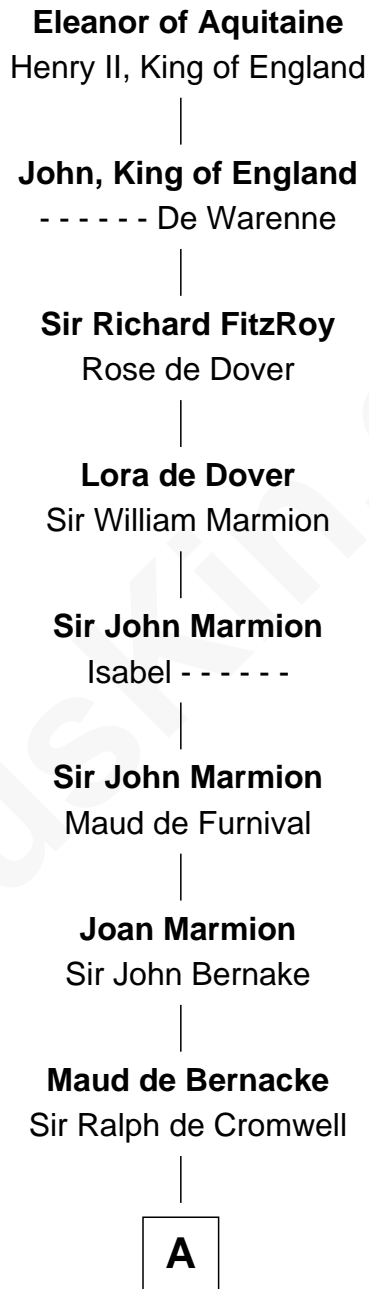 Eleanor of Aquitaine
Henry II, King of England
John, King of England
- - - - - - De Warenne
Sir Richard FitzRoy
Rose de Dover
Lora de Dover
Sir William Marmion
Sir John Marmion
Isabel - - - - - -
Sir John Marmion
Maud de Furnival
Joan Marmion
Sir John Bernake
Maud de Bernacke
Sir Ralph de Cromwell
A